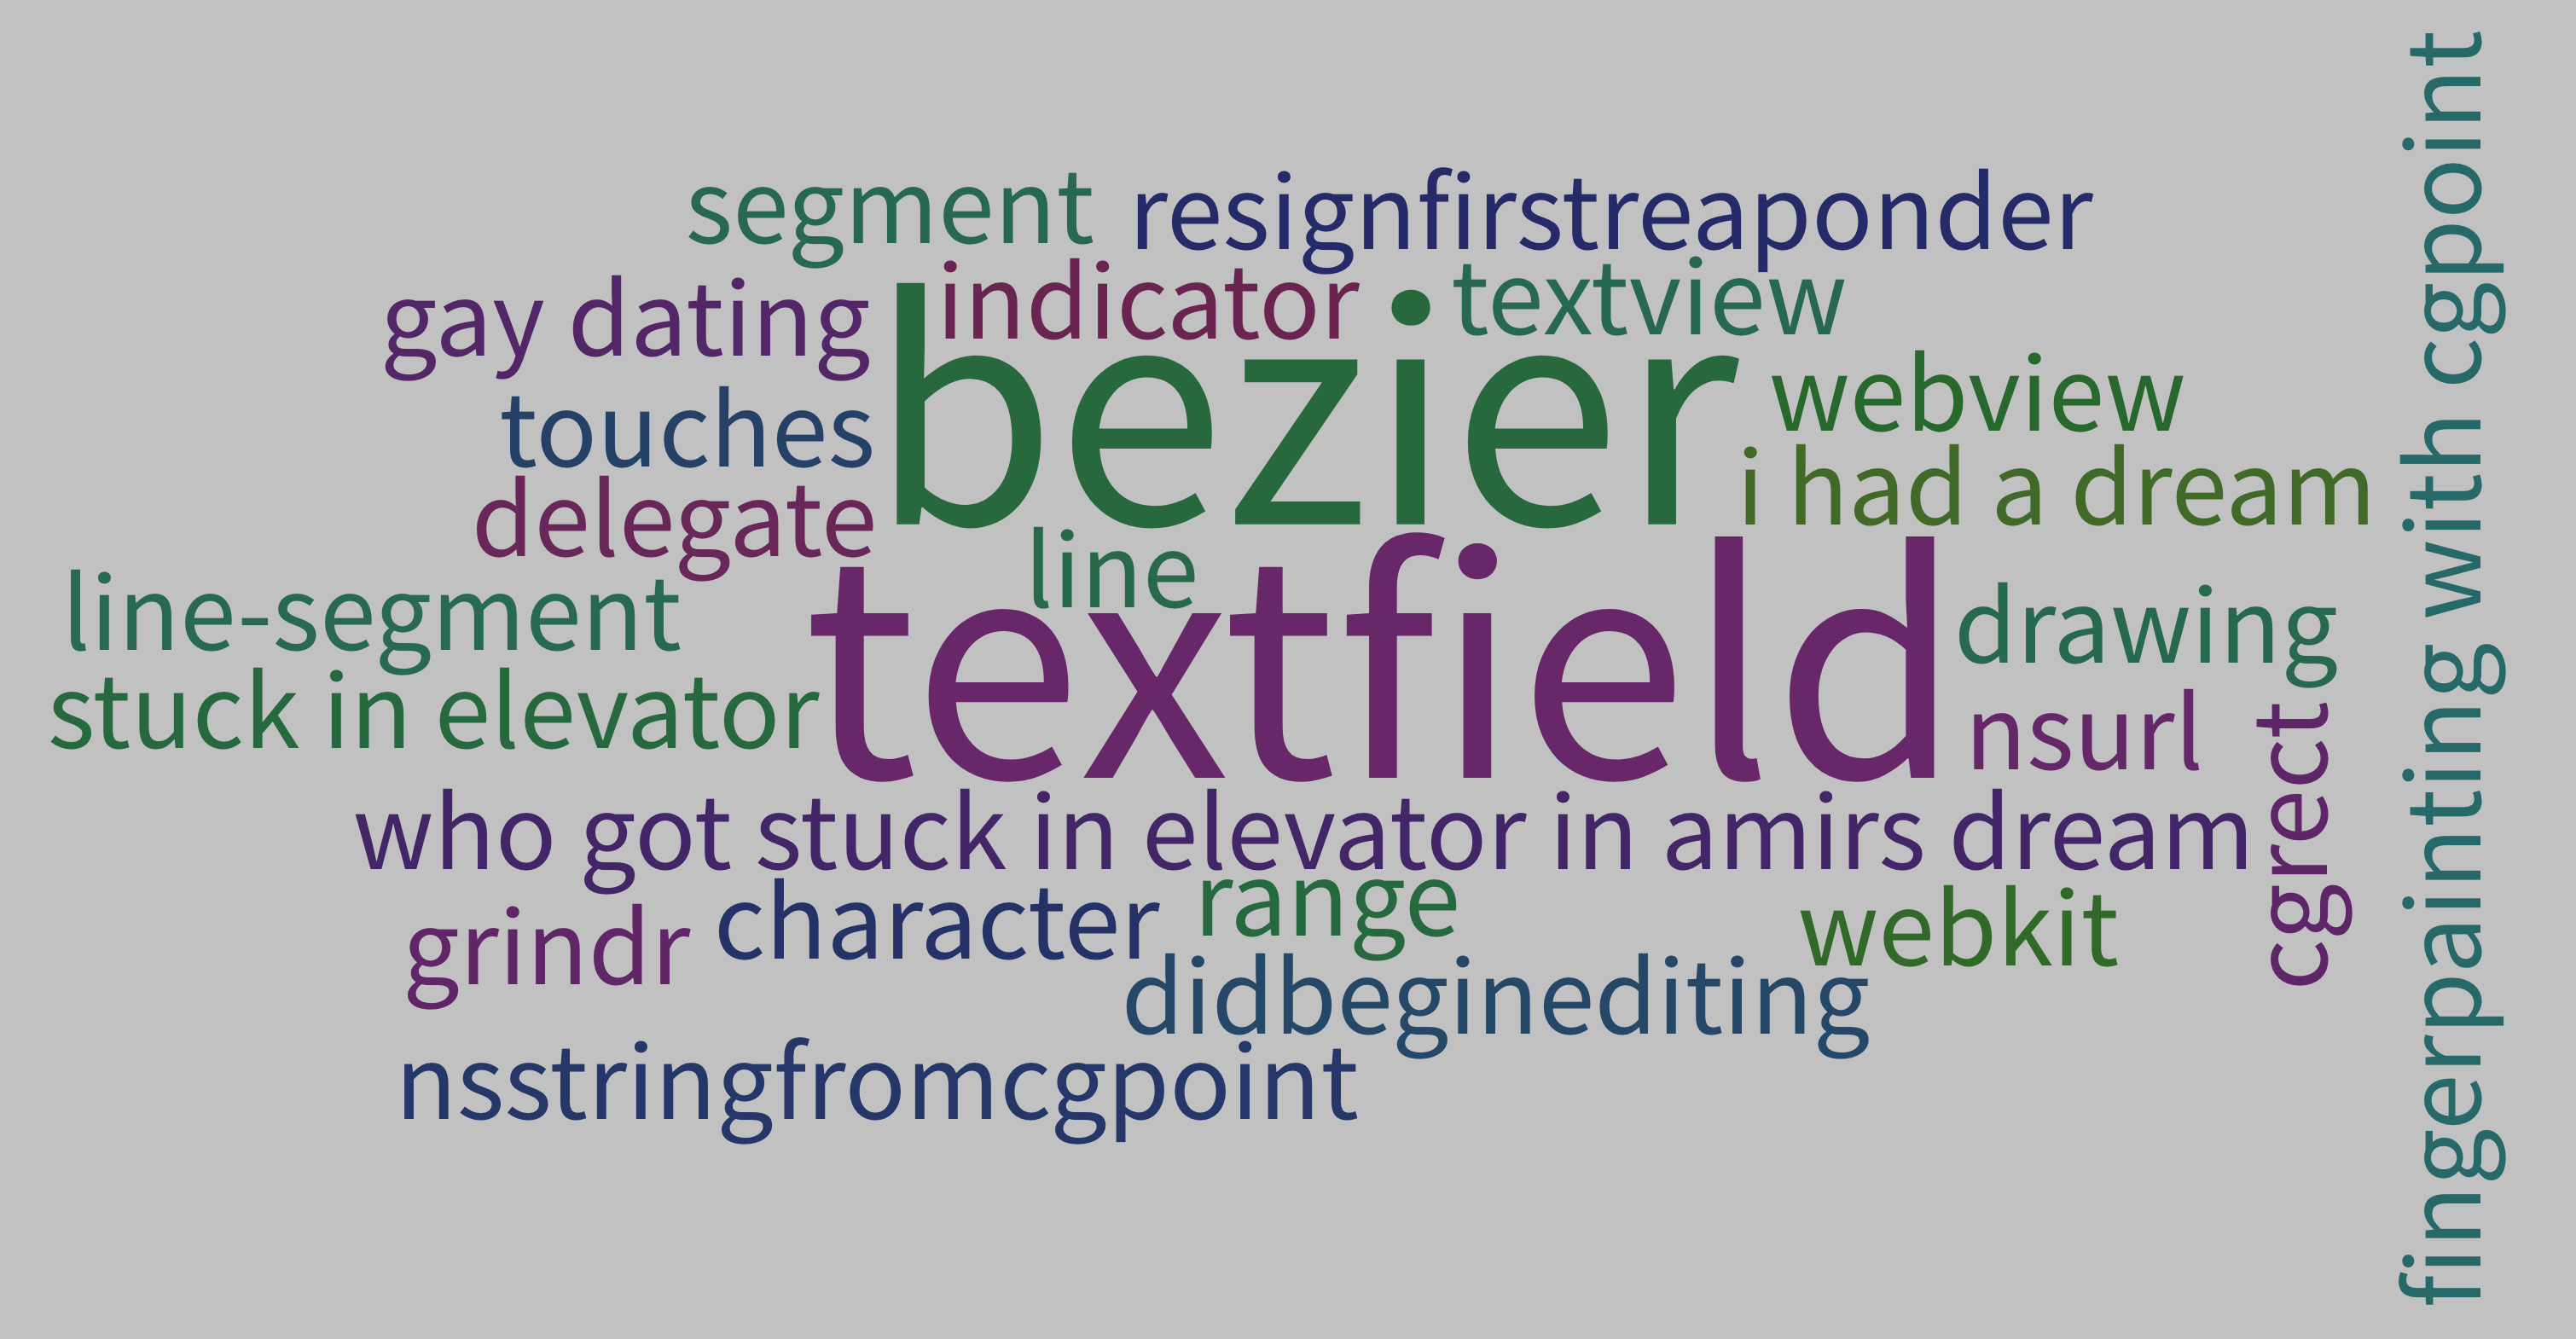 segment
resignfirstreaponder
gay dating
indicator
textview
bezier
touches
webview
i had a dream
delegate
line
line-segment
textfield
drawing
stuck in elevator
nsurl
cgrect
who got stuck in elevator in amirs dream
grindr
character
range
webkit
didbeginediting
nsstringfromcgpoint
fingerpainting with cgpoint